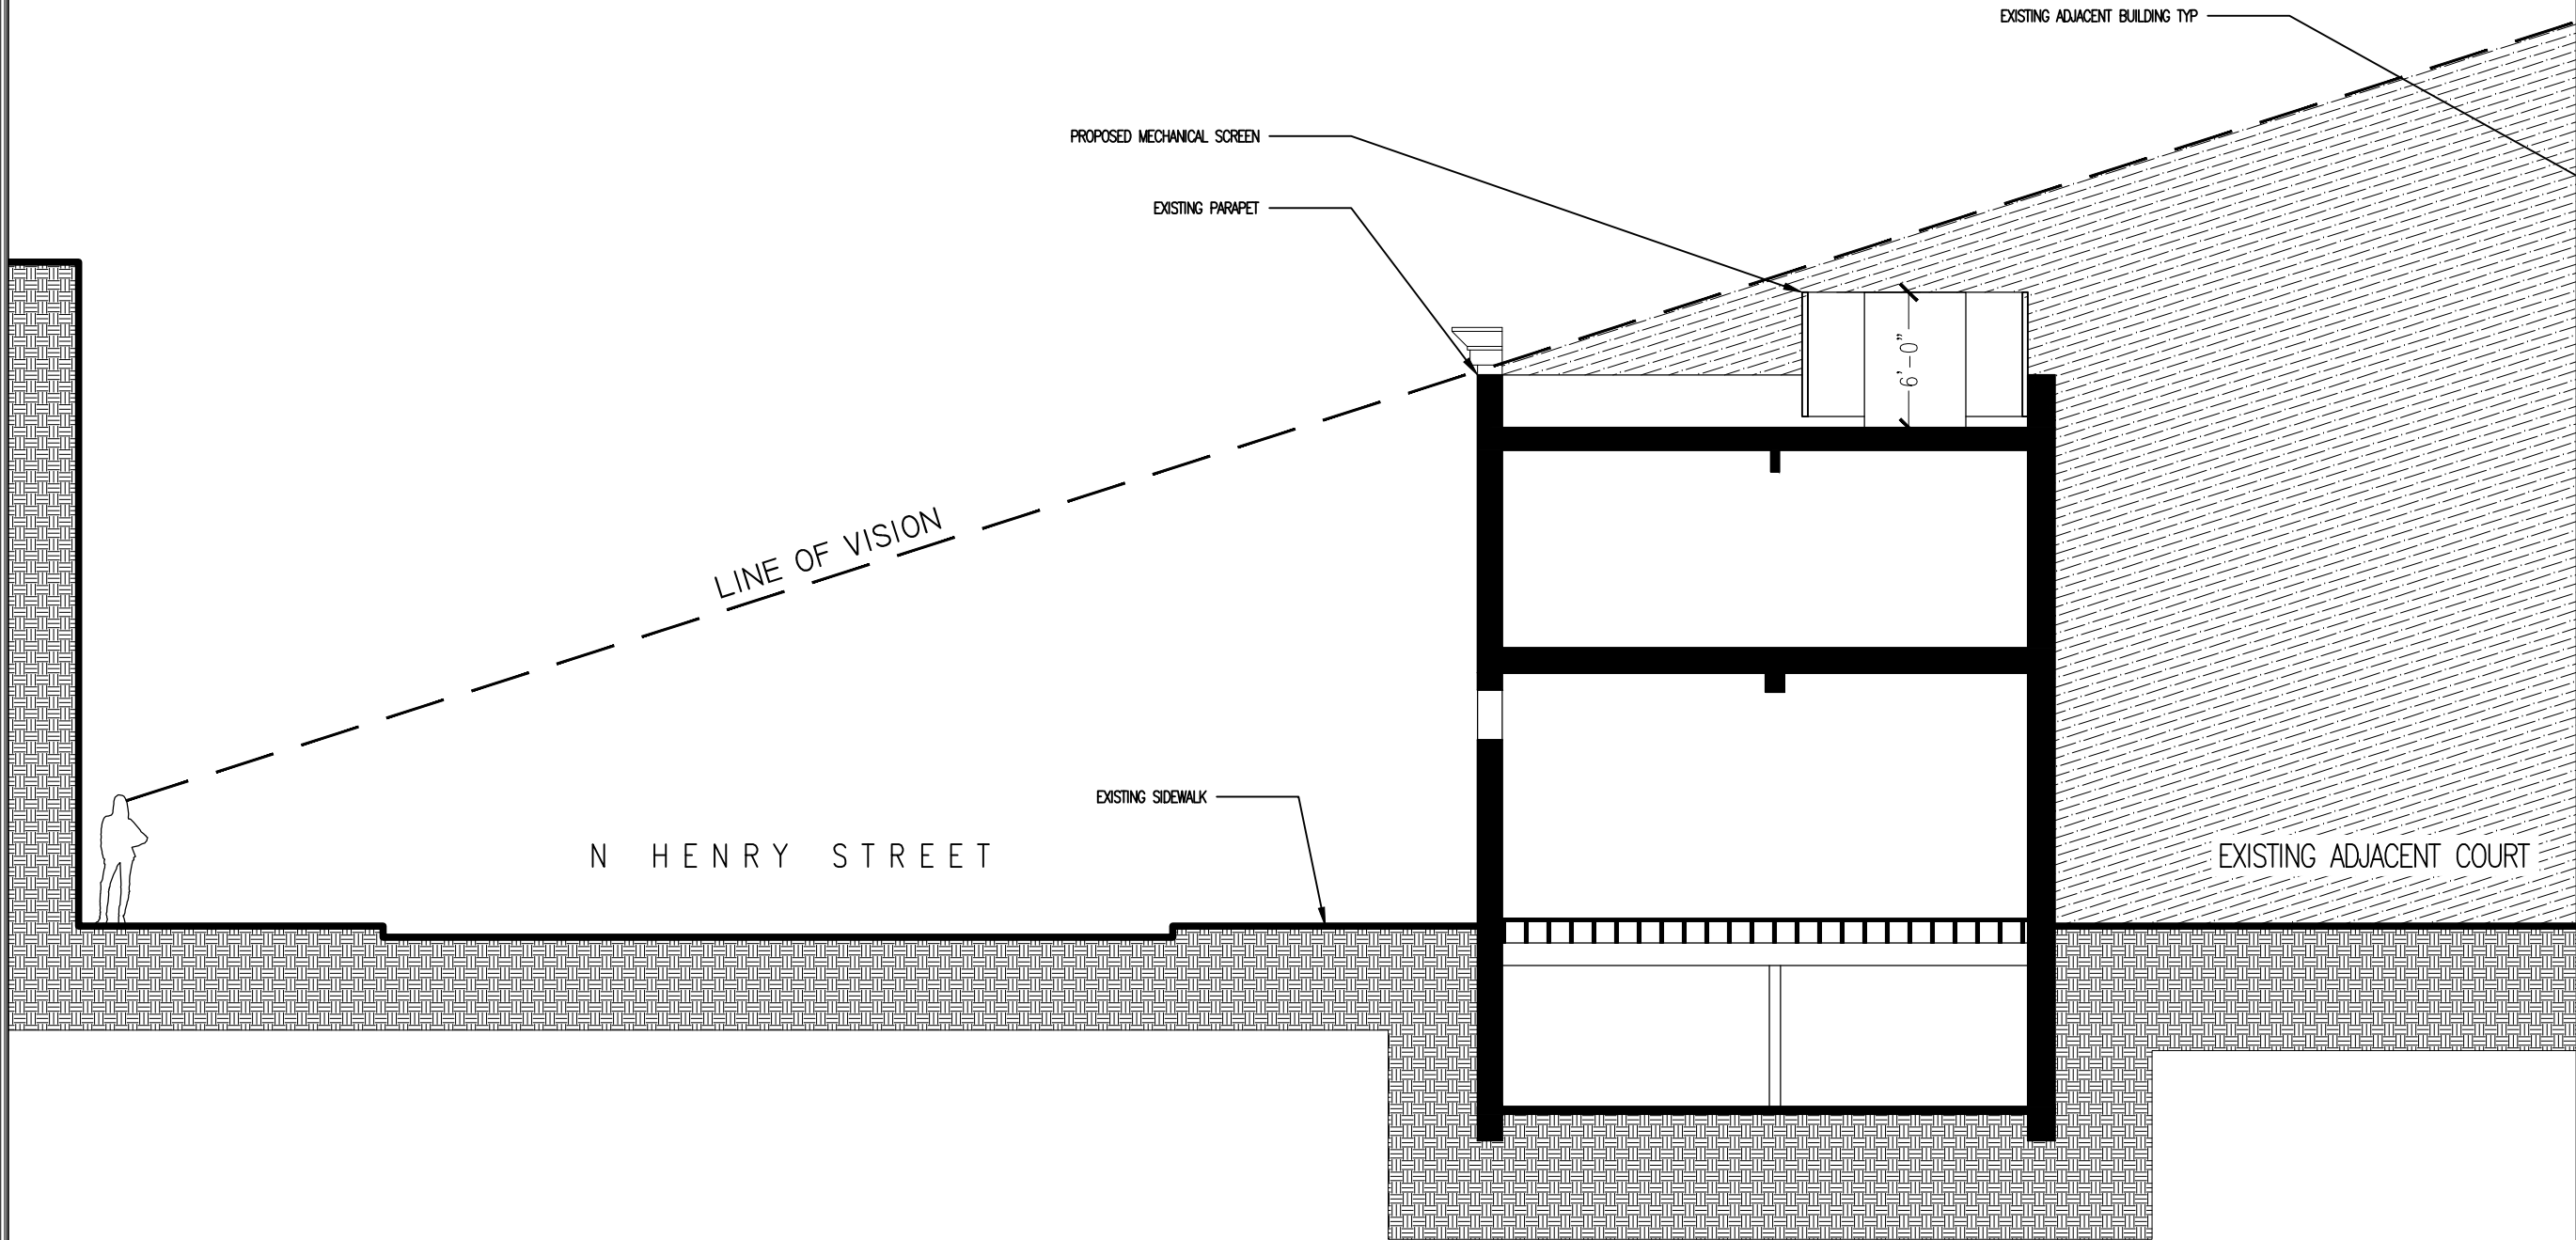 EXISTING ADJACENT BUILDING TYP
PROPOSED MECHANICAL SCREEN
EXISTING PARAPET
6'-0"
LINE OF VISION
EXISTING SIDEWALK
N HENRY STREET
EXISTING ADJACENT COURT